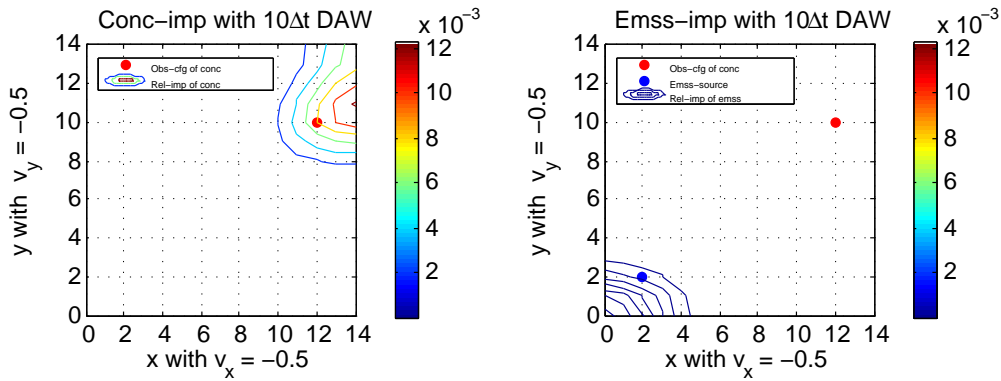 Conc−imp with 10Δt DAW
x 10−3
14
12
10
8
6
4
2
0
0 2 4 6 8 10 12 14
y with vy = −0.5
x with vx = −0.5
Obs−cfg of conc
Rel−imp of conc
12
10
8
6
4
2
Emss−imp with 10Δt DAW
x 10−3
14
12
10
8
6
4
2
0
0 2 4 6 8 10 12 14
y with vy = −0.5
x with vx = −0.5
Obs−cfg of conc
Emss−source
Rel−imp of emss
12
10
8
6
4
2